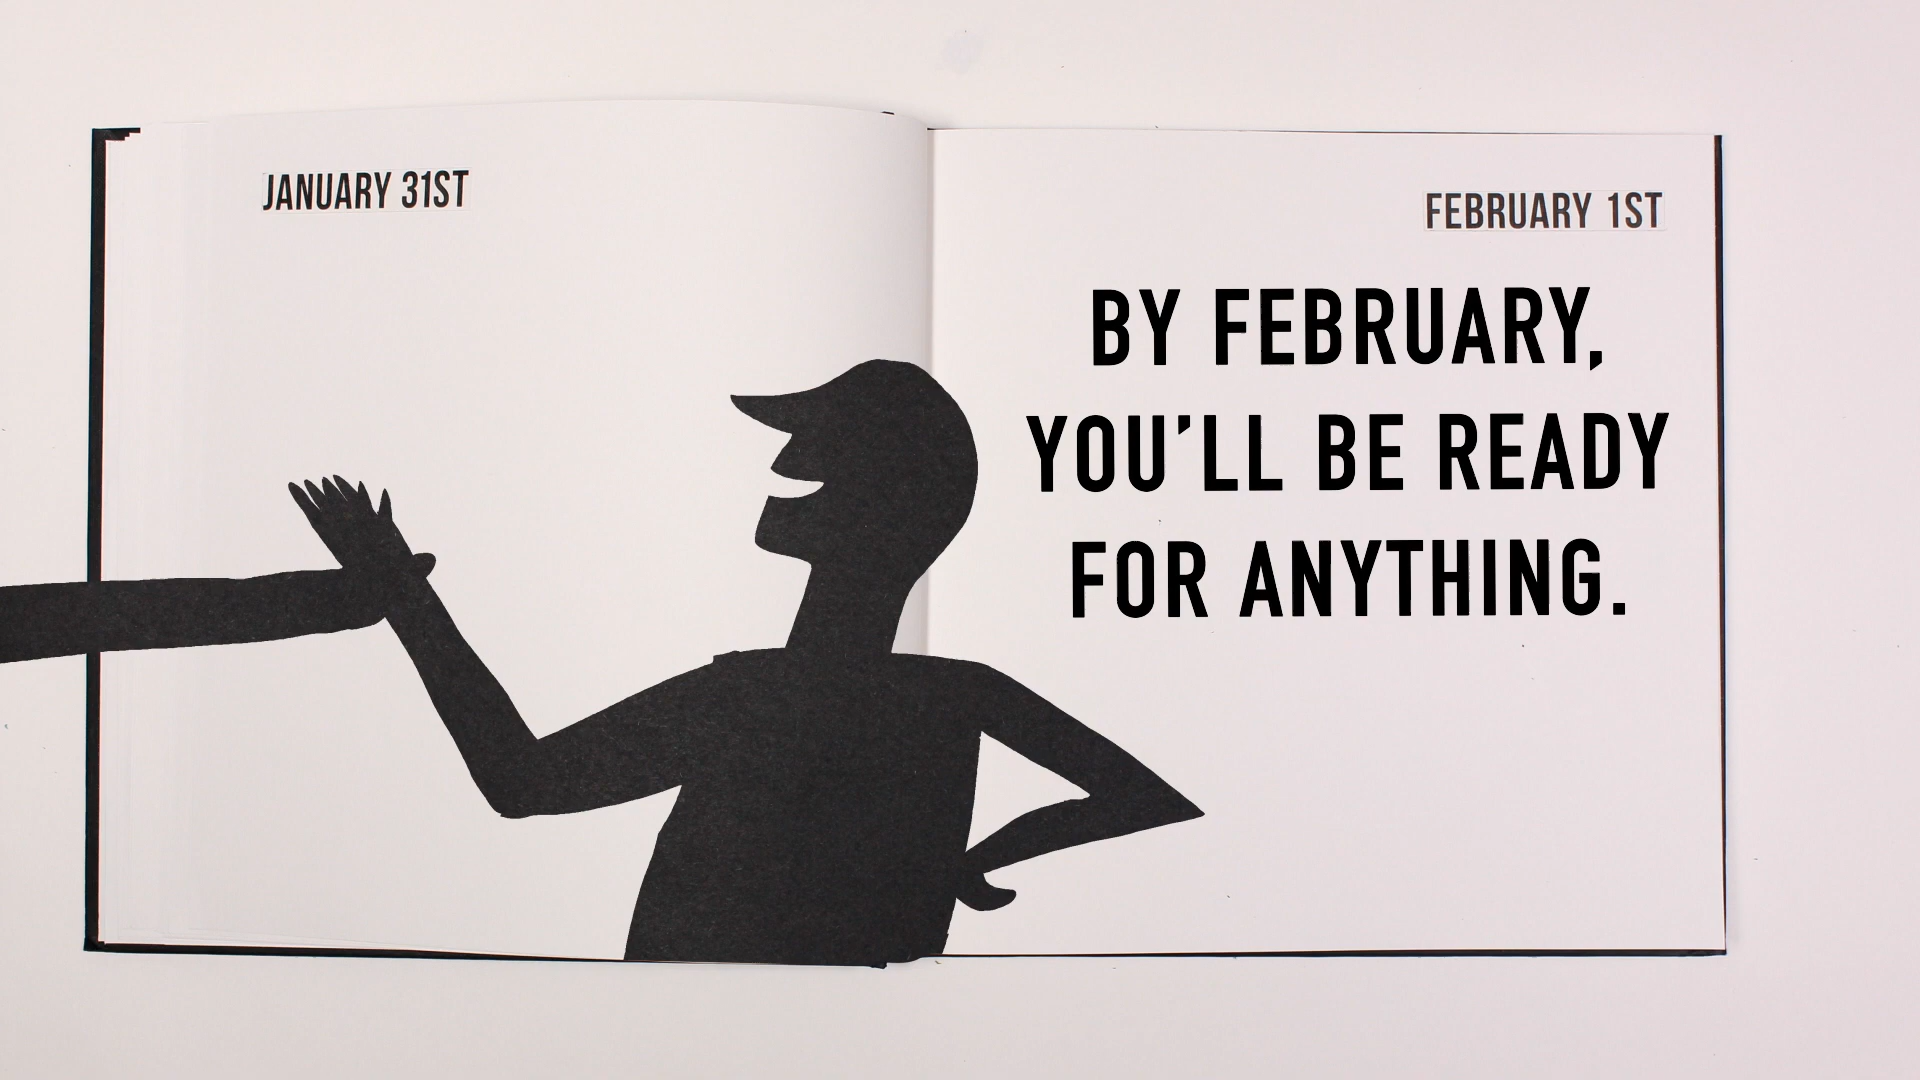 JANUARY 31ST
FEBRUARY 1ST
BY FEBRUARY,
YOU'LL BE READY
FOR ANYTHING.